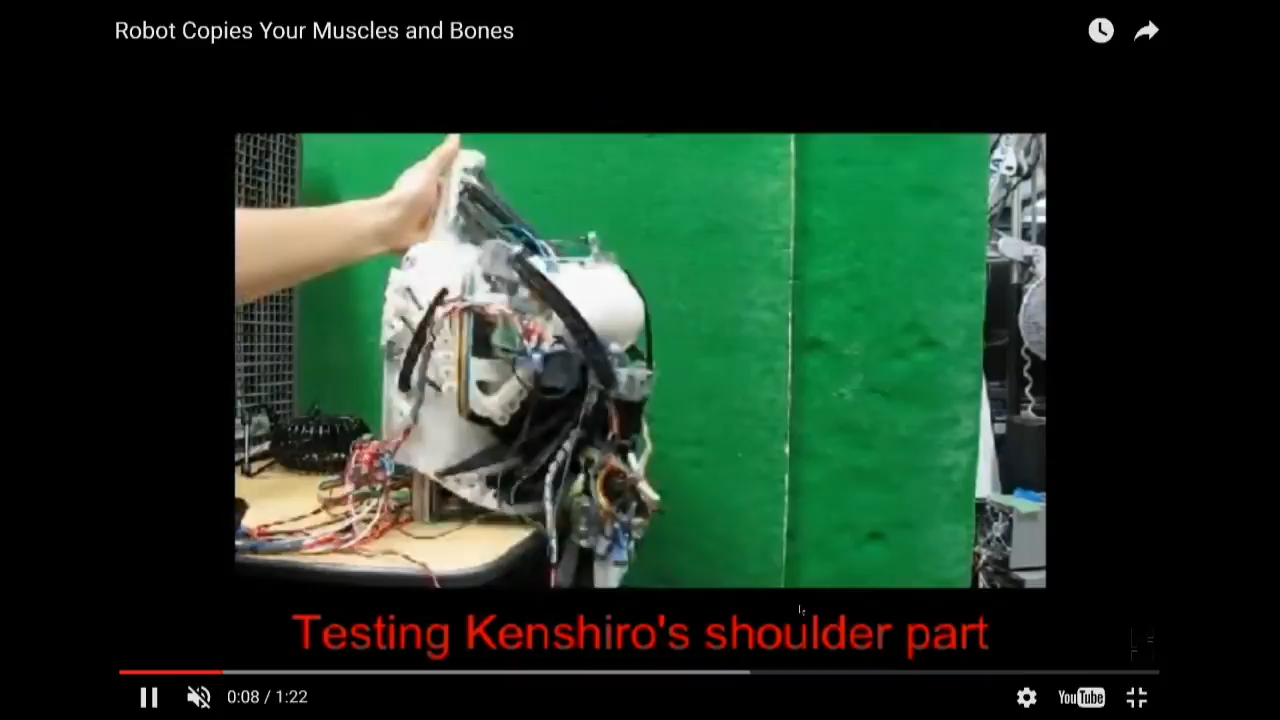 Robot Copies Your Muscles and Bones
Testing Kenshiro's shoulder part
0:08 / 1:22
YouTube